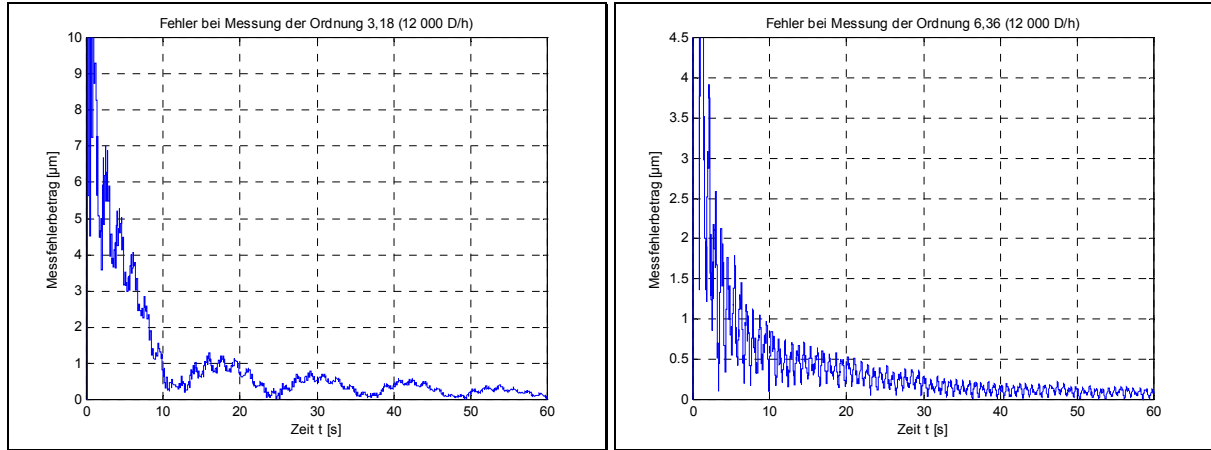 Fehler bei Messung der Ordnung 3,18 (12 000 D/h)
10
9
8
7
6
5
4
3
2
1
0
Messfehlerbetrag [µm]
0 10 20 30 40 50 60
Zeit t [s]
Fehler bei Messung der Ordnung 6,36 (12 000 D/h)
4.5
4
3.5
3
2.5
2
1.5
1
0.5
0
Messfehlerbetrag [µm]
0 10 20 30 40 50 60
Zeit t [s]